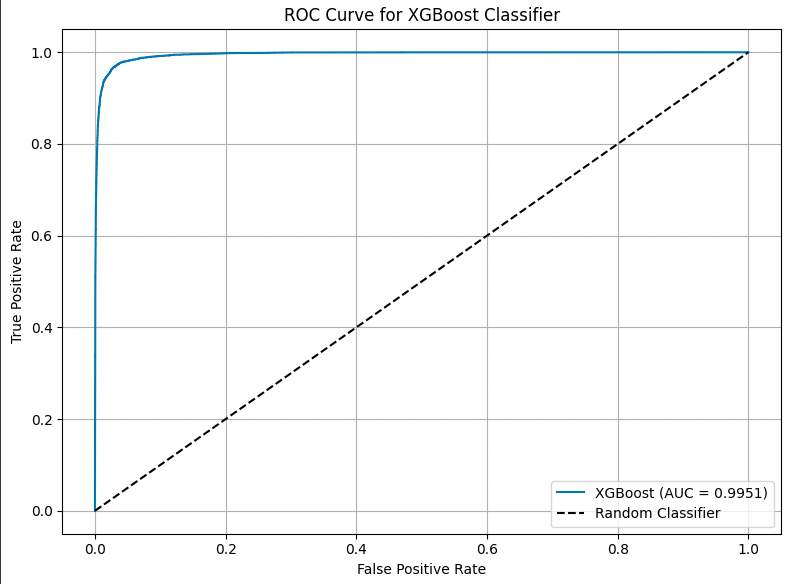 ROC Curve for XGBoost Classifier
1.0
0.8
0.6
0.4
0.2
0.0
True Positive Rate
0.0 0.2 0.4 0.6 0.8 1.0
False Positive Rate
XGBoost (AUC = 0.9951)
Random Classifier